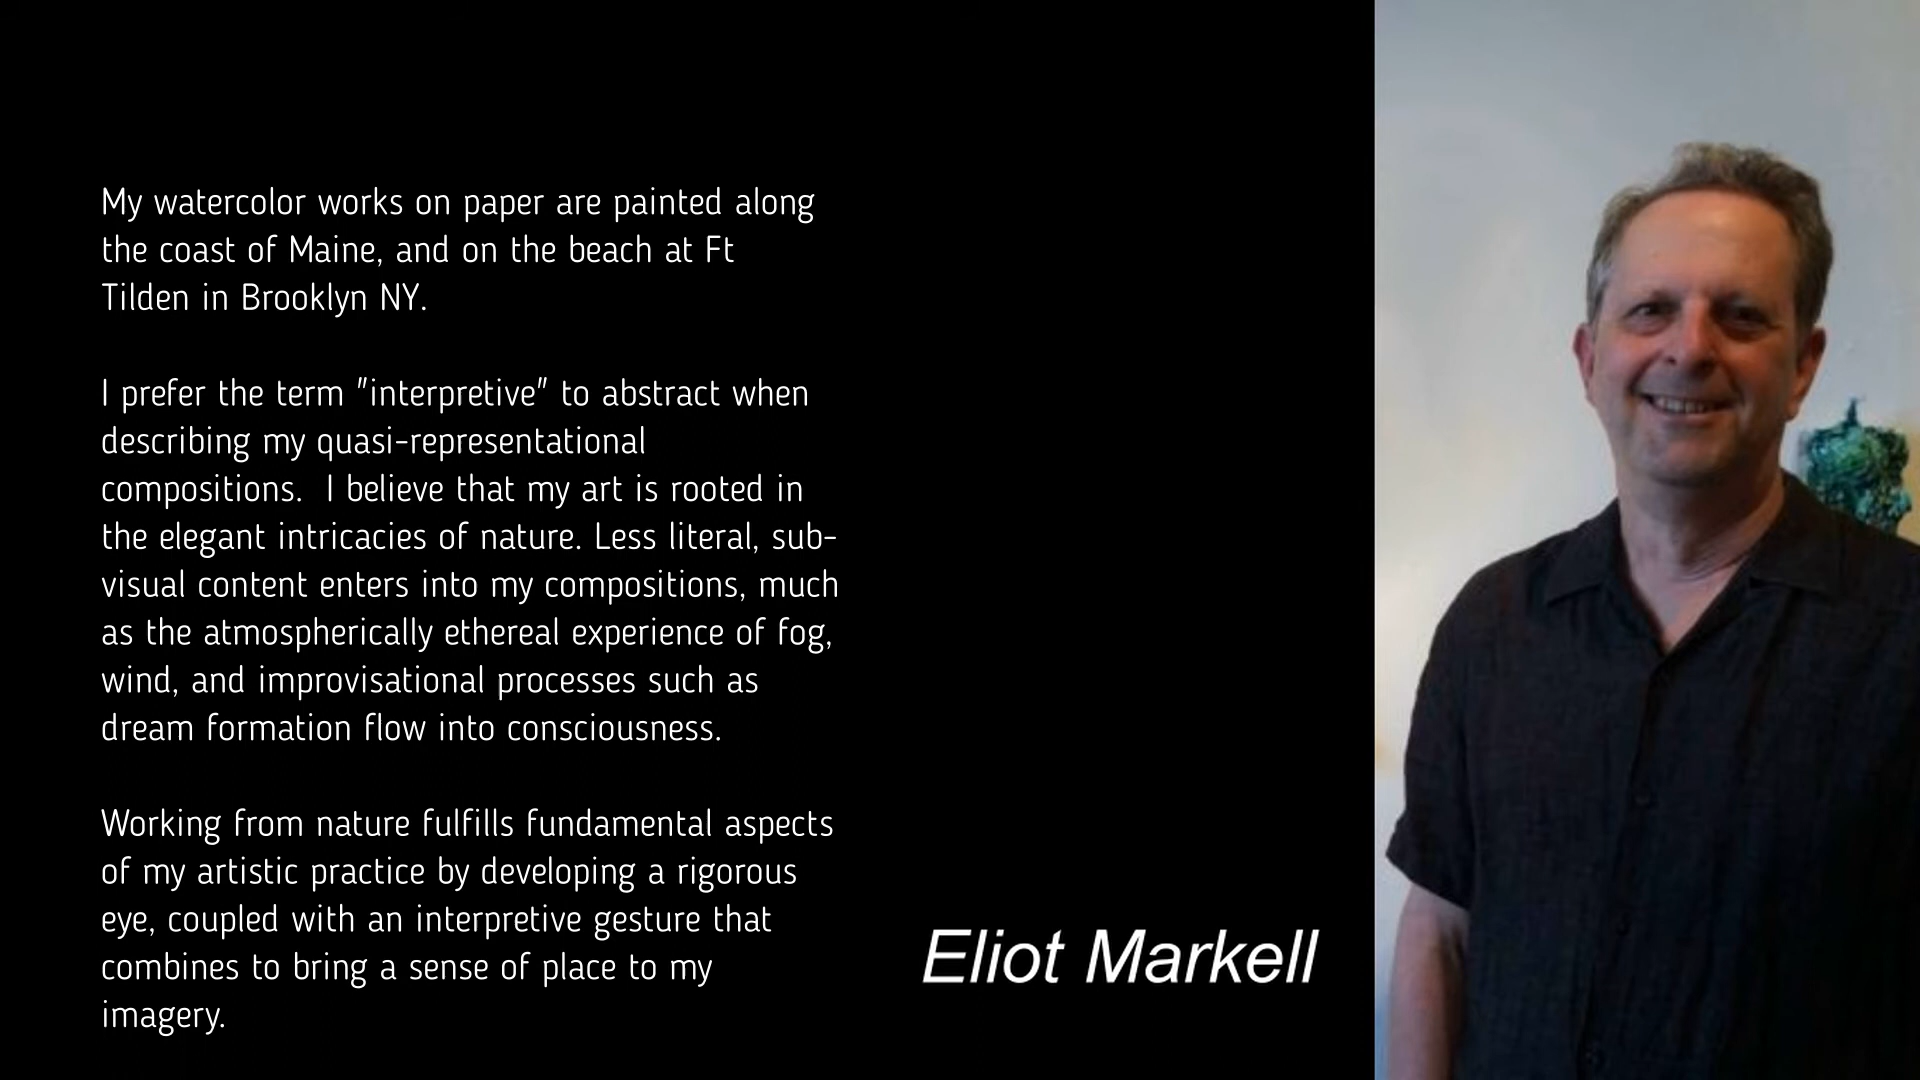 My watercolor works on paper are painted along
the coast of Maine, and on the beach at Ft
Tilden in Brooklyn NY.
I prefer the term "interpretive" to abstract when
describing my quasi-representational
compositions.  I believe that my art is rooted in
the elegant intricacies of nature. Less literal, sub-
visual content enters into my compositions, much
as the atmospherically ethereal experience of fog,
wind, and improvisational processes such as
dream formation flow into consciousness.
Working from nature fulfills fundamental aspects
of my artistic practice by developing a rigorous
eye, coupled with an interpretive gesture that
combines to bring a sense of place to my
imagery.
Eliot Markell